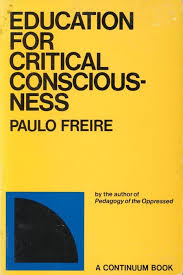 EDUCATION
FOR
CRITICAL
CONSCIOUS-
NESS
PAULO FREIRE
by the author of
Pedagogy of the Oppressed
A CONTINUUM BOOK